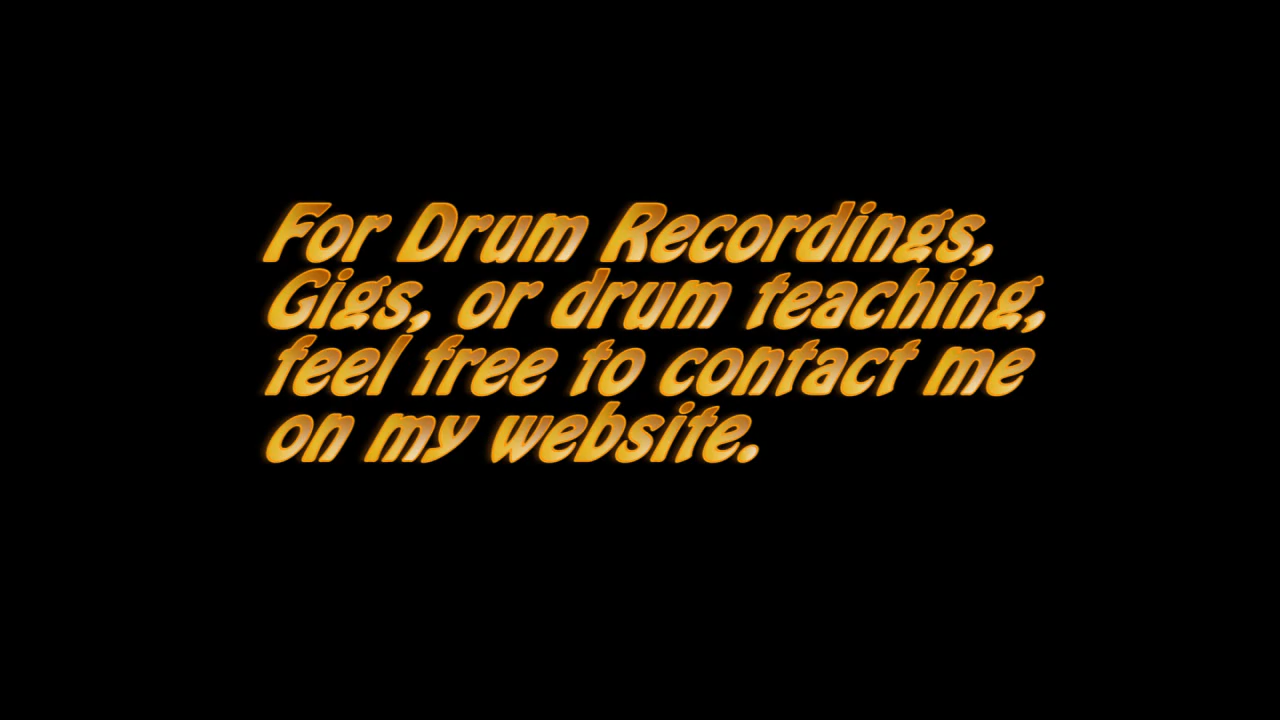 For Drum Recordings,
Gigs, or drum teaching,
feel free to contact me
on my website.